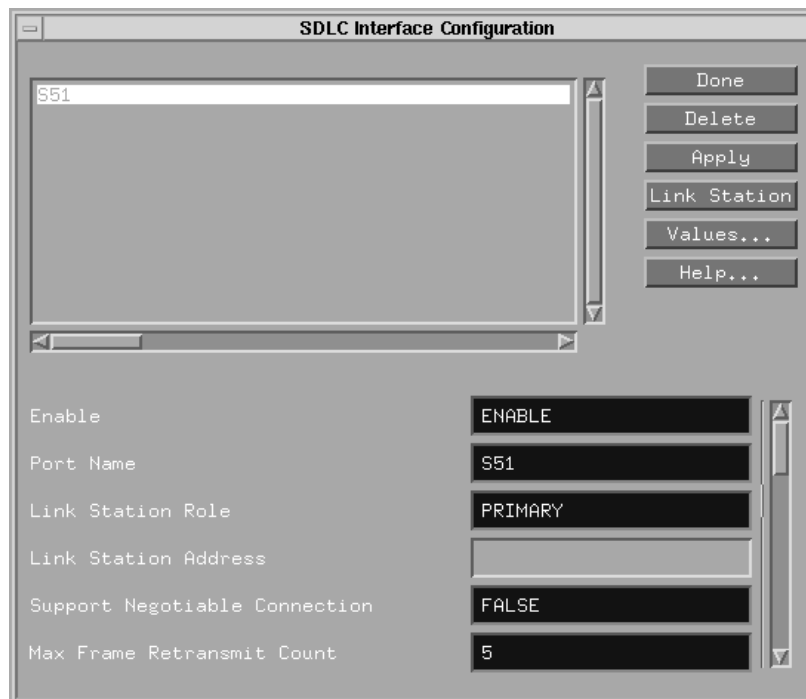 SDLC Interface Configuration
S51
Done
Delete
Apply
Link Station
Values...
Help...
Enable
ENABLE
Port Name
S51
Link Station Role
PRIMARY
Link Station Address
Support Negotiable Connection
FALSE
Max Frame Retransmit Count
5